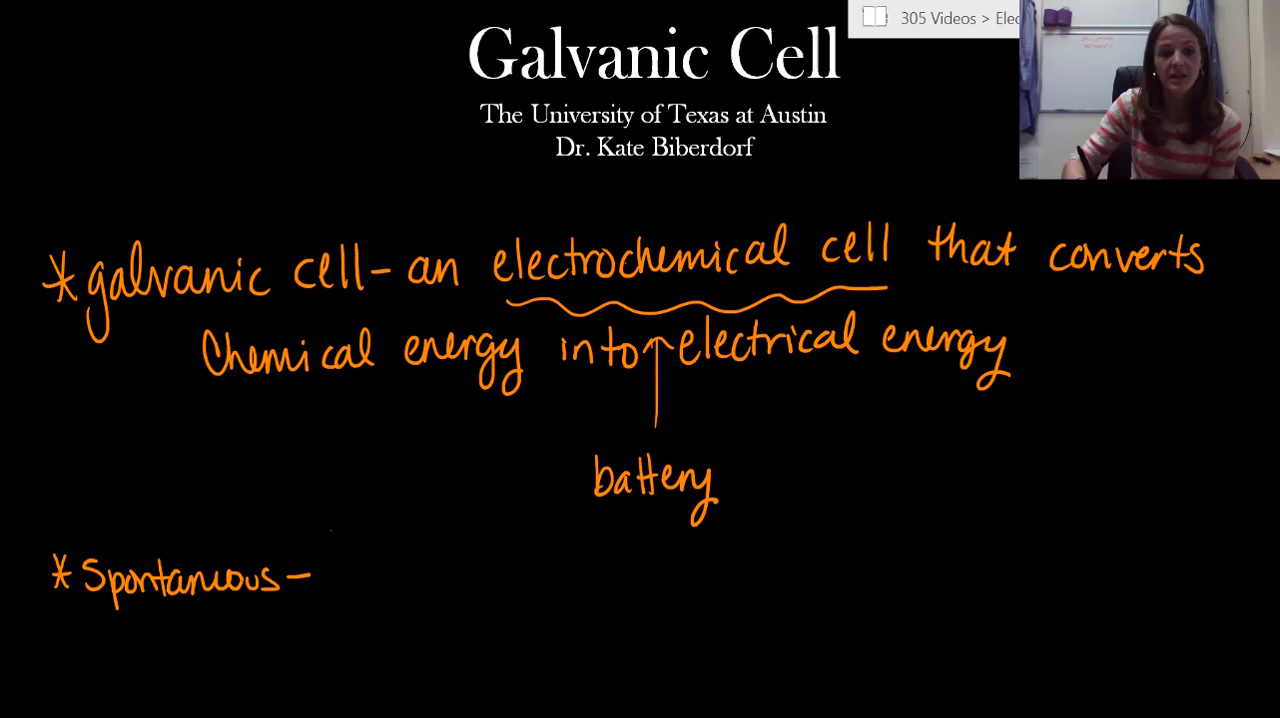 305 Videos > Elec
Galvanic Cell
The University of Texas at Austin
Dr. Kate Biberdorf
*galvanic cell - an electrochemical cell that converts
Chemical energy into electrical energy
battery
* Spontaneous -